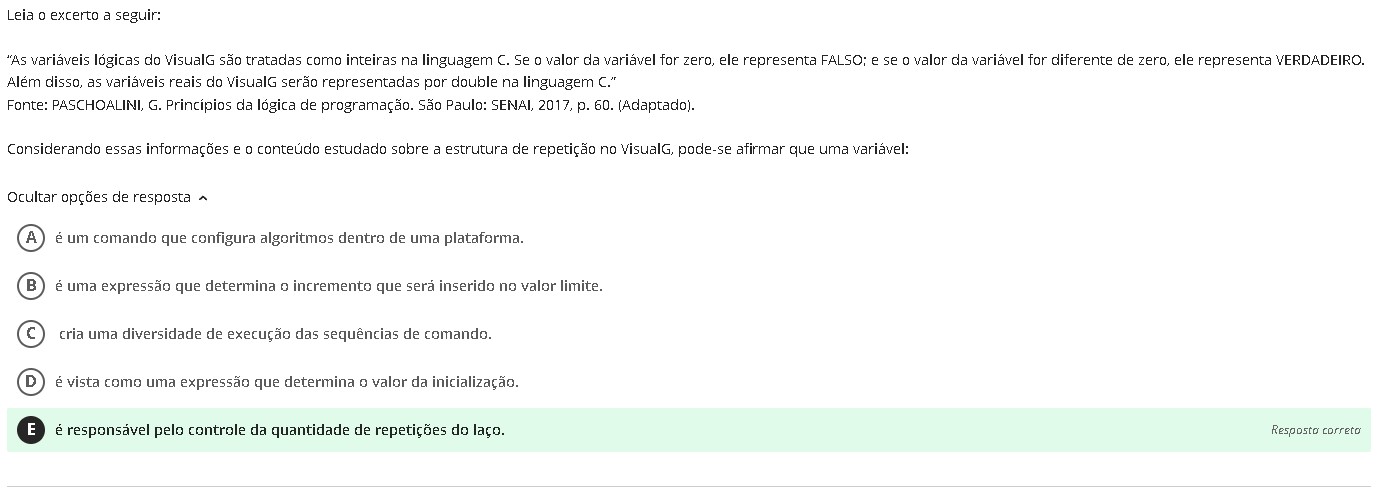 Leia o excerto a seguir:
“As variáveis lógicas do VisualG são tratadas como inteiras na linguagem C. Se o valor da variável for zero, ele representa FALSO; e se o valor da variável for diferente de zero, ele representa VERDADEIRO.
Além disso, as variáveis reais do VisualG serão representadas por double na linguagem C.”
Fonte: PASCHOALINI, G. Princípios da lógica de programação. São Paulo: SENAI, 2017, p. 60. (Adaptado).
Considerando essas informações e o conteúdo estudado sobre a estrutura de repetição no VisualG, pode-se afirmar que uma variável:
Ocultar opções de resposta
A é um comando que configura algoritmos dentro de uma plataforma.
B é uma expressão que determina o incremento que será inserido no valor limite.
C cria uma diversidade de execução das sequências de comando.
D é vista como uma expressão que determina o valor da inicialização.
E é responsável pelo controle da quantidade de repetições do laço. Resposta correta